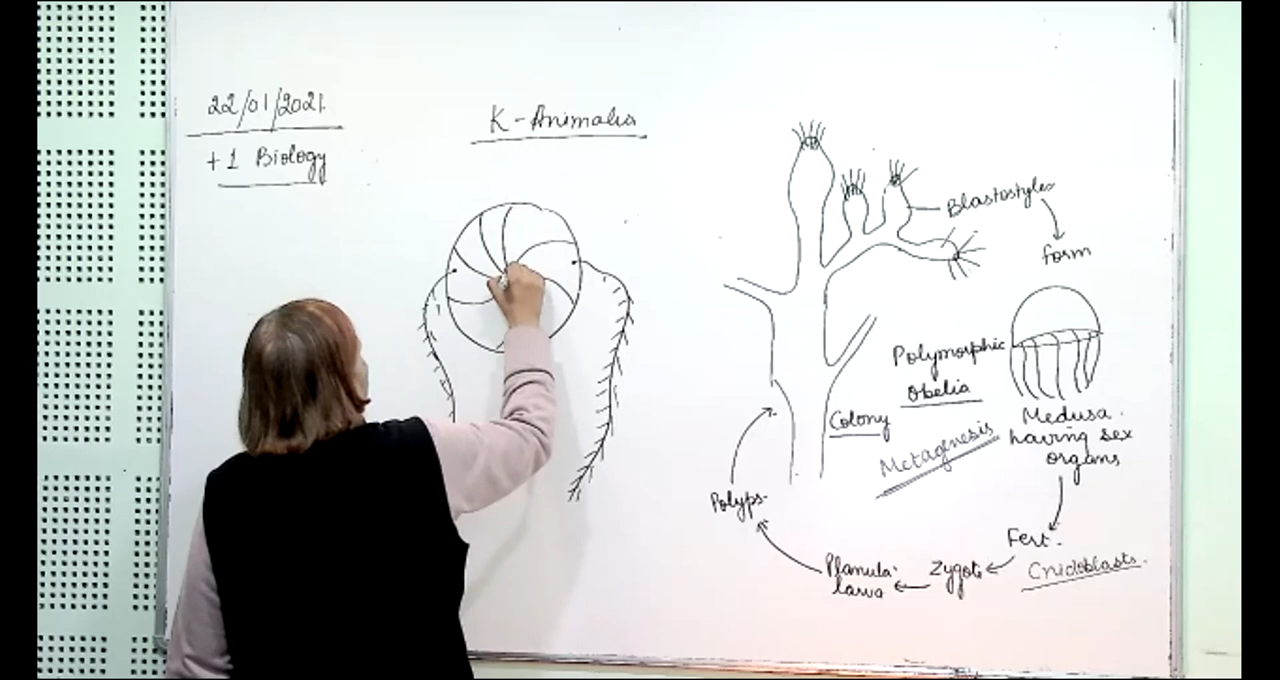 22/01/2021.
+1 Biology
K-Animalia
Blastostyles
form
Polymorphic
Obelia
Colony
Metagenesis
Medusa.
having sex
organs
Fert.
Cnidoblasts.
Zygote
Planula.
larva
Polyps.